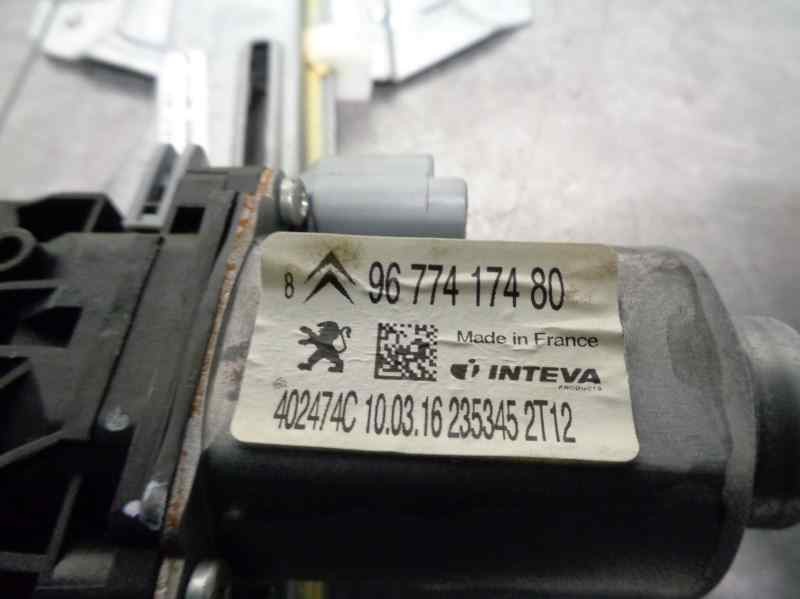 8 96 774 174 80
Made in France
INTEVA
PRODUCTS
402474C 10.03.16 235345 2T12